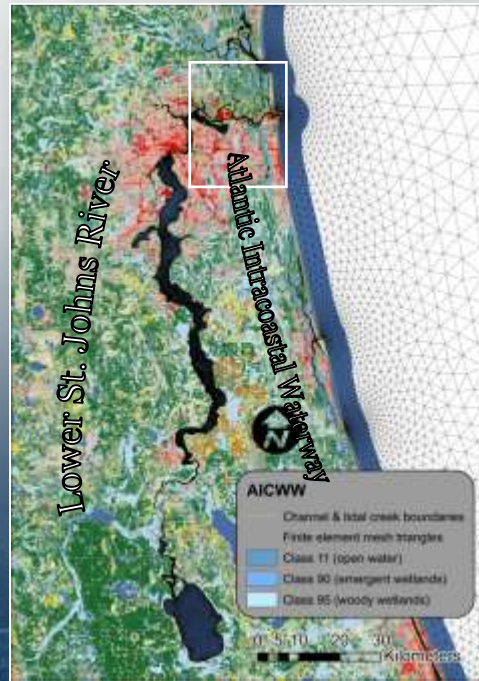 Lower St. Johns River
Atlantic Intracoastal Waterway
N
AICWW
Channel & tidal creek boundaries
Finite element mesh triangles
Class 11 (open water)
Class 90 (emergent wetlands)
Class 95 (woody wetlands)
0 5 10 20 30
Kilometers